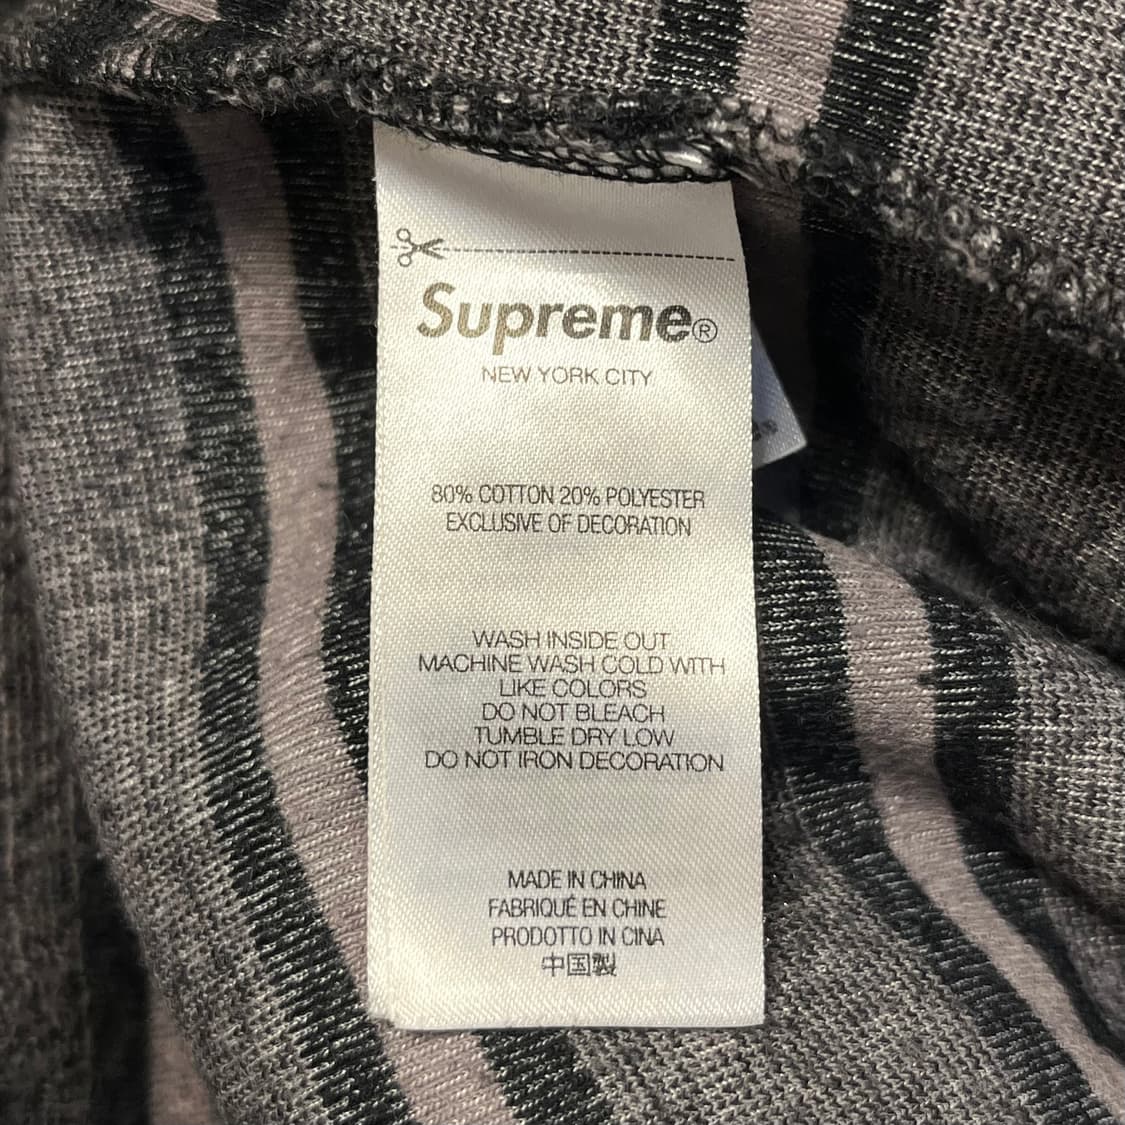 Supreme®
NEW YORK CITY
80% COTTON 20% POLYESTER
EXCLUSIVE OF DECORATION
WASH INSIDE OUT
MACHINE WASH COLD WITH
LIKE COLORS
DO NOT BLEACH
TUMBLE DRY LOW
DO NOT IRON DECORATION
MADE IN CHINA
FABRIQUÉ EN CHINE
PRODOTTO IN CINA
中国製